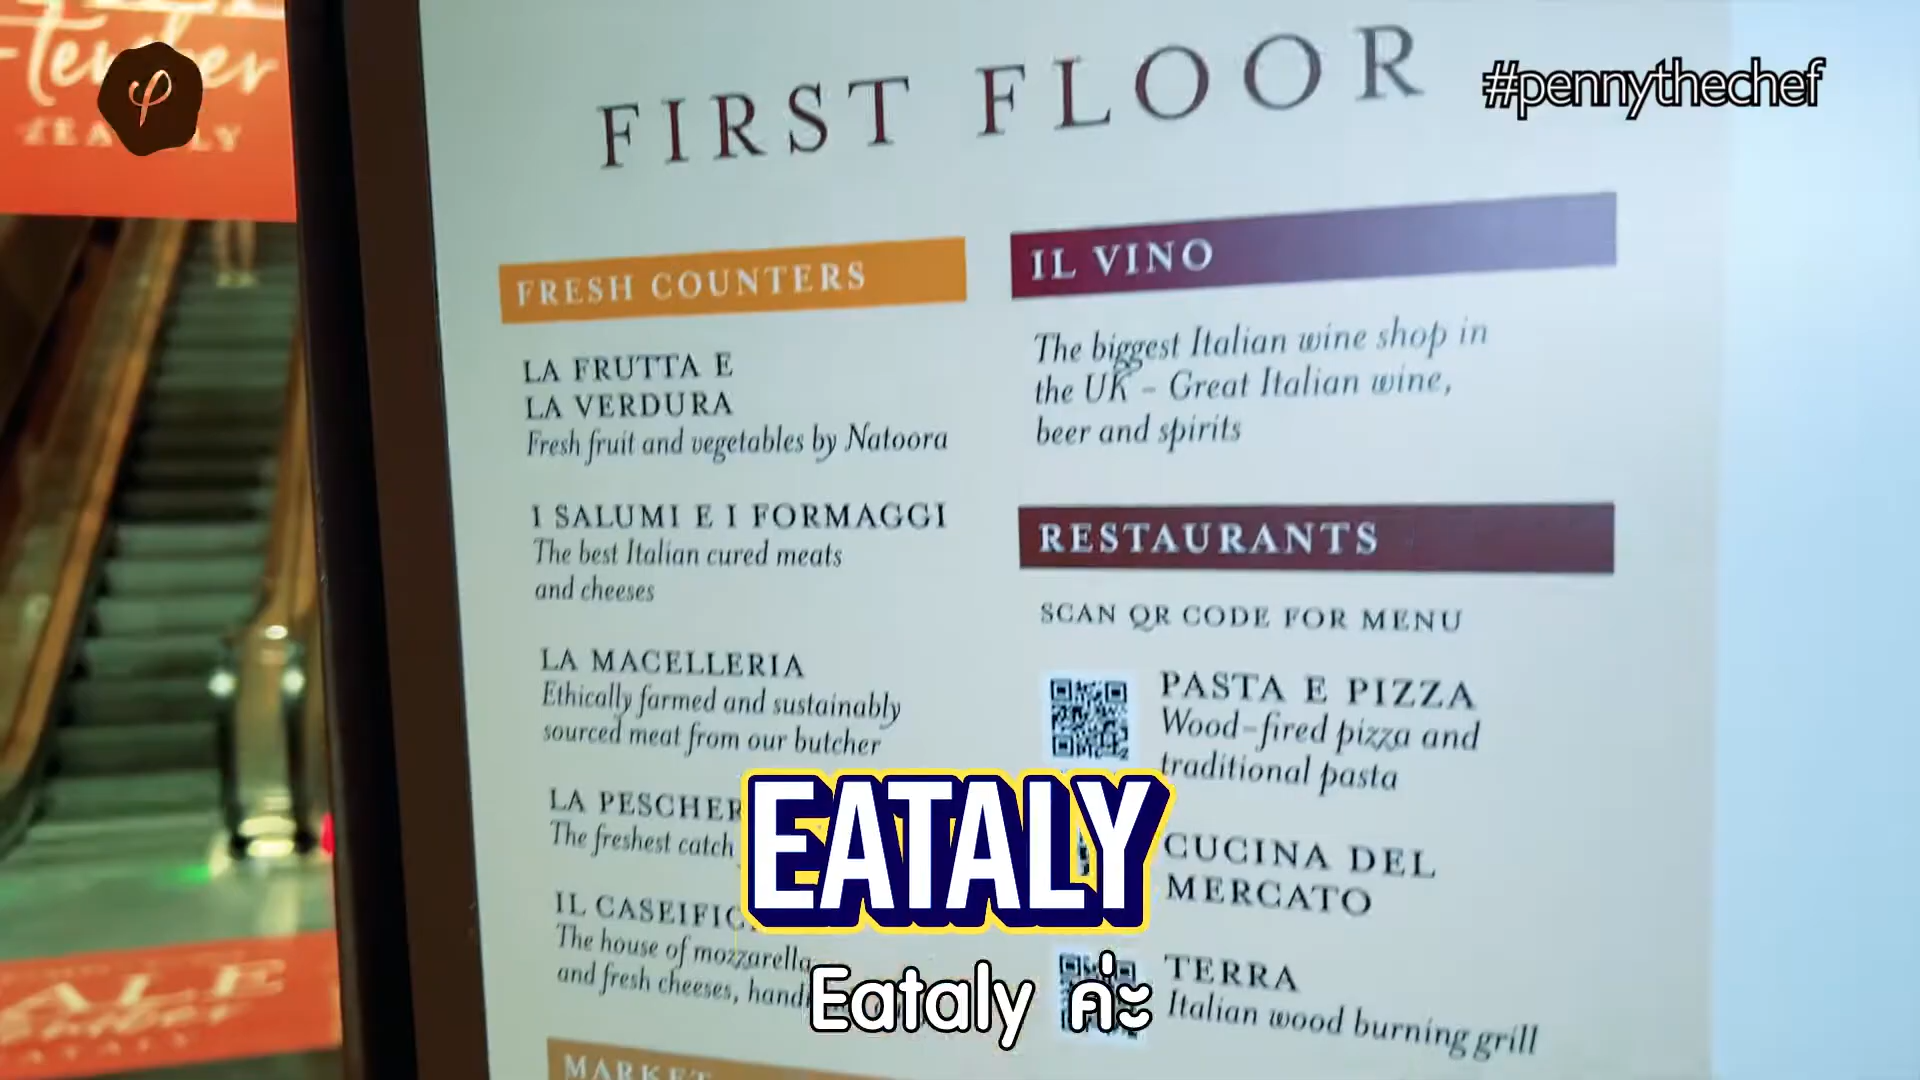 #pennythechef
FIRST FLOOR
FRESH COUNTERS
LA FRUTTA E
LA VERDURA
Fresh fruit and vegetables by Natoora
I SALUMI E I FORMAGGI
The best Italian cured meats
and cheeses
LA MACELLERIA
Ethically farmed and sustainably
sourced meat from our butcher
The freshest catch
The house of mozzarella
and fresh cheeses,
MARKET
IL VINO
The biggest Italian wine shop in
the UK - Great Italian wine,
beer and spirits
RESTAURANTS
SCAN QR CODE FOR MENU
PASTA E PIZZA
Wood-fired pizza and
traditional pasta
CUCINA DEL
MERCATO
TERRA
Italian wood burning grill
EATALY
Eataly ค่ะ